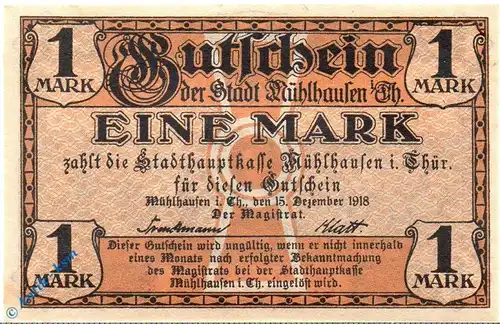 1 MARK
Gutschein
1 MARK
der Stadt Mühlhausen i/Th.
EINE MARK
zahlt die Stadthauptkasse Mühlhausen i. Thür.
für diesen Gutschein
Mühlhausen i. Th., den 15. Dezember 1918
Der Magistrat.
Trenckmann Klatt
1 MARK
Dieser Gutschein wird ungültig, wenn er nicht innerhalb
eines Monats nach erfolgter Bekanntmachung
des Magistrats bei der Stadthauptkasse
Mühlhausen i. Th. eingelöst wird.
1 MARK